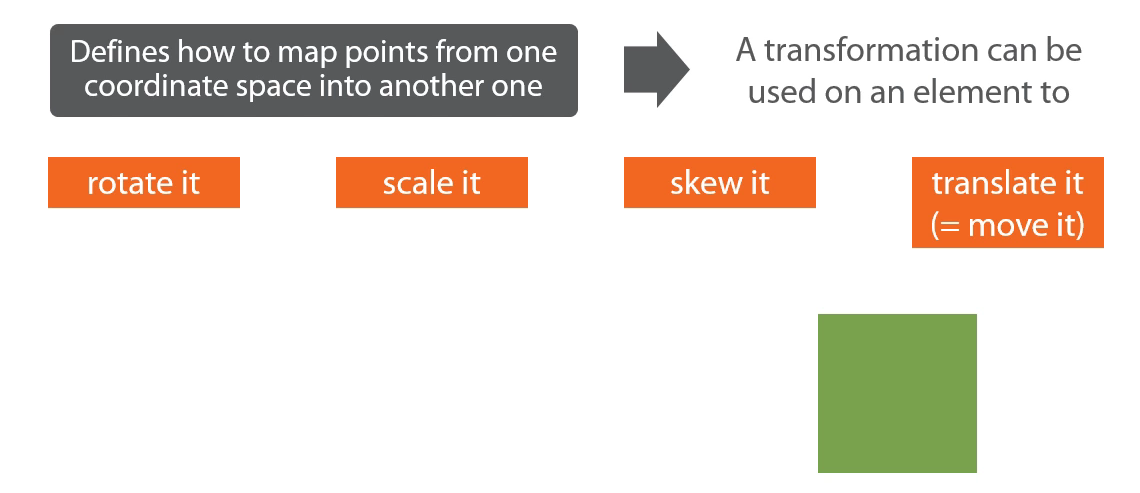 Defines how to map points from one
coordinate space into another one
A transformation can be
used on an element to
rotate it
scale it
skew it
translate it
(= move it)